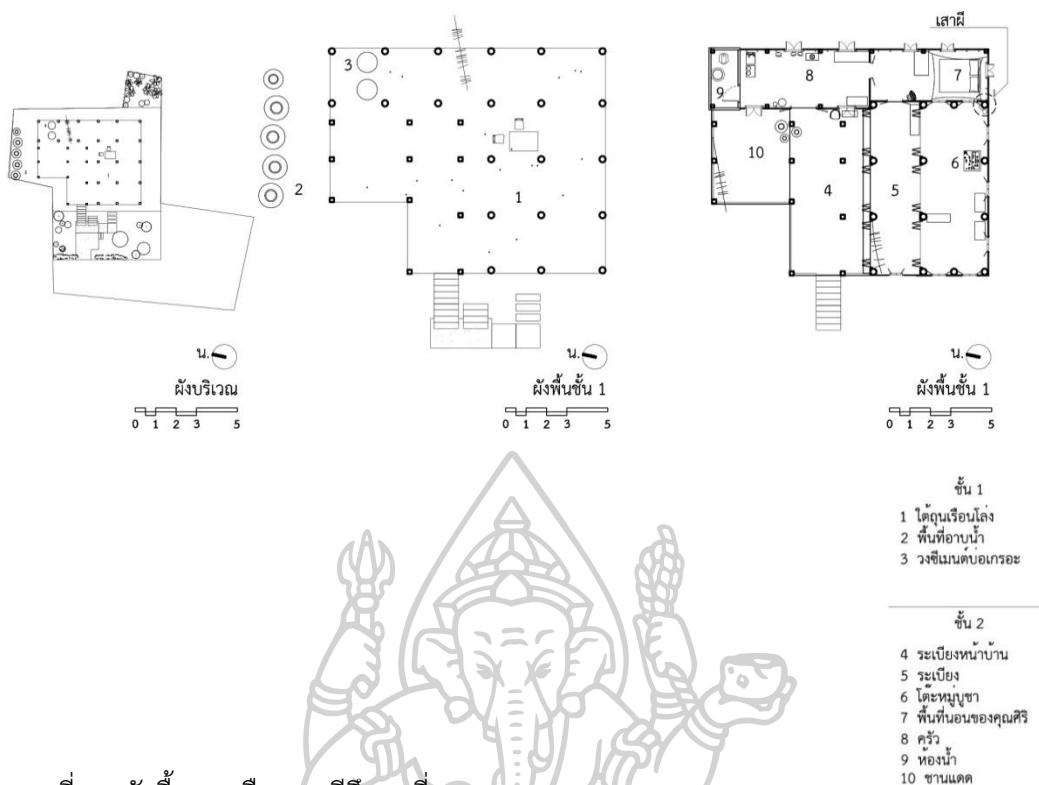 เสาผี
3
8
7
9
2
1
10
4
5
6
น.
น.
น.
ผังบริเวณ
ผังพื้นชั้น 1
ผังพื้นชั้น 1
0 1 2 3 5
0 1 2 3 5
0 1 2 3 5
ชั้น 1
1 ใต้ถุนเรือนโล่ง
2 พื้นที่อาบน้ำ
3 วงซีเมนต์บ่อเกรอะ
ชั้น 2
4 ระเบียงหน้าบ้าน
5 ระเบียง
6 โต๊ะหมู่บูชา
7 พื้นที่นอนของคุณศิริ
8 ครัว
9 ห้องน้ำ
10 ชานแดด